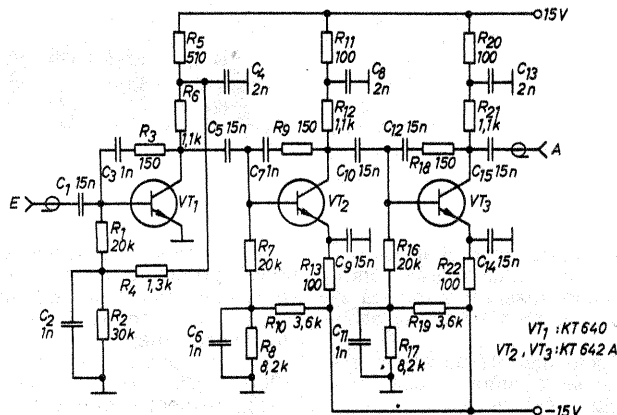 15V
R5
510
R11
100
R20
100
C4
2n
C8
2n
C13
2n
R6
1,1k
R12
1,1k
R21
1,1k
R3
150
C3 1n
C5 15n
R9 150
C7 1n
C10 15n
C12 15n
R18 150
C15 15n
A
E
C1 15n
VT1
VT2
VT3
R1
20k
R4 1,3k
R7
20k
R13
100
C9 15n
R16
20k
R22
100
C14 15n
C2
1n
R2
30k
R10 3,6k
C6
1n
R8
8,2k
R19 3,6k
C11
1n
R17
8,2k
VT1 : KT 640
VT2 , VT3 : KT 642 A
-15V